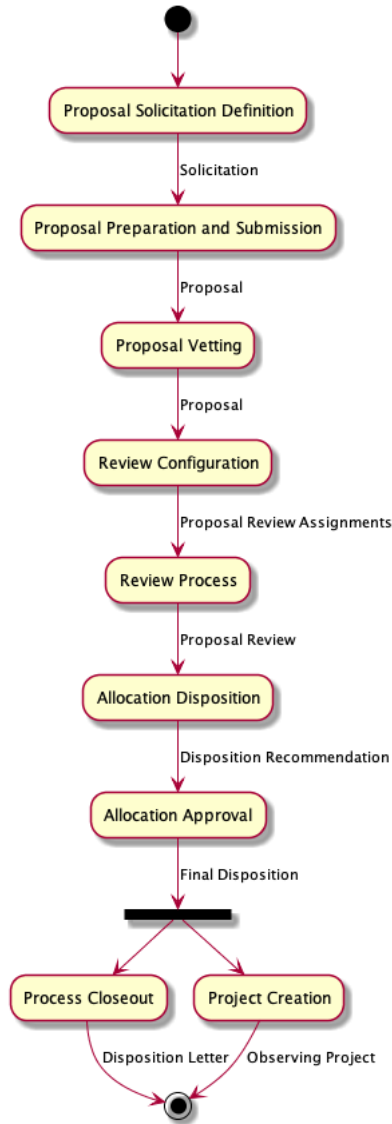 Proposal Solicitation Definition
Solicitation
Proposal Preparation and Submission
Proposal
Proposal Vetting
Proposal
Review Configuration
Proposal Review Assignments
Review Process
Proposal Review
Allocation Disposition
Disposition Recommendation
Allocation Approval
Final Disposition
Process Closeout
Project Creation
Disposition Letter
Observing Project